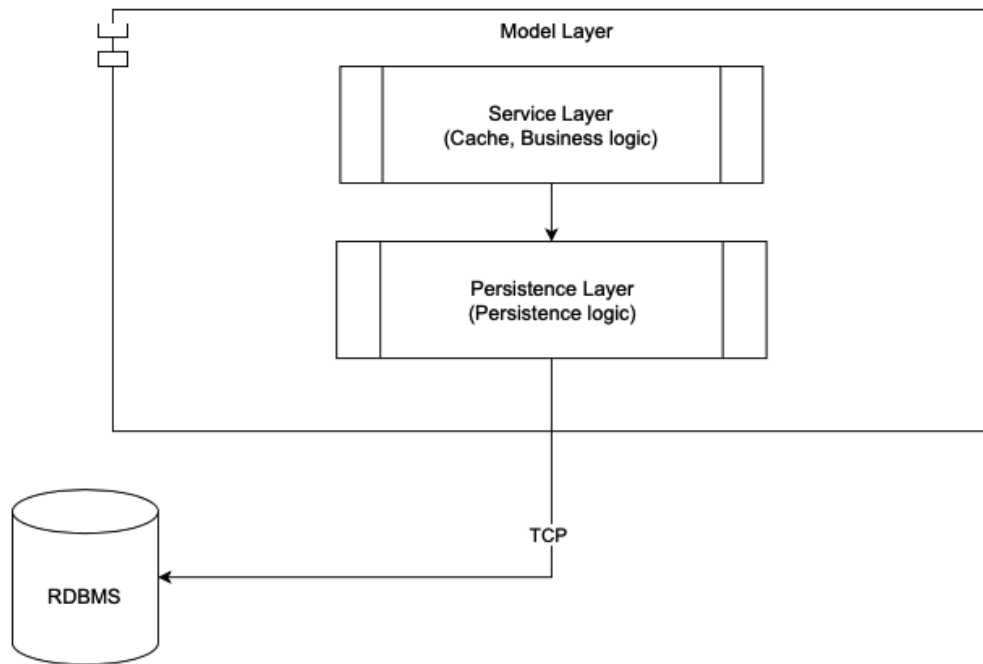 Model Layer
Service Layer
(Cache, Business logic)
Persistence Layer
(Persistence logic)
TCP
RDBMS